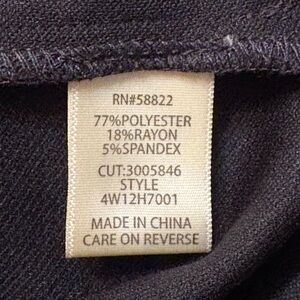 RN#58822
77%POLYESTER
18%RAYON
5%SPANDEX
CUT:3005846
STYLE
4W12H7001
MADE IN CHINA
CARE ON REVERSE